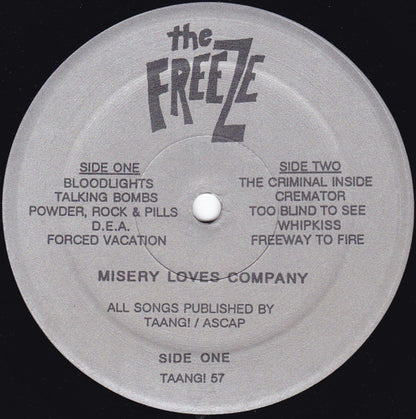 the
FREEZE
SIDE ONE
BLOODLIGHTS
TALKING BOMBS
POWDER, ROCK & PILLS
D.E.A.
FORCED VACATION
SIDE TWO
THE CRIMINAL INSIDE
CREMATOR
TOO BLIND TO SEE
WHIPKISS
FREEWAY TO FIRE
MISERY LOVES COMPANY
ALL SONGS PUBLISHED BY
TAANG! / ASCAP
SIDE ONE
TAANG! 57